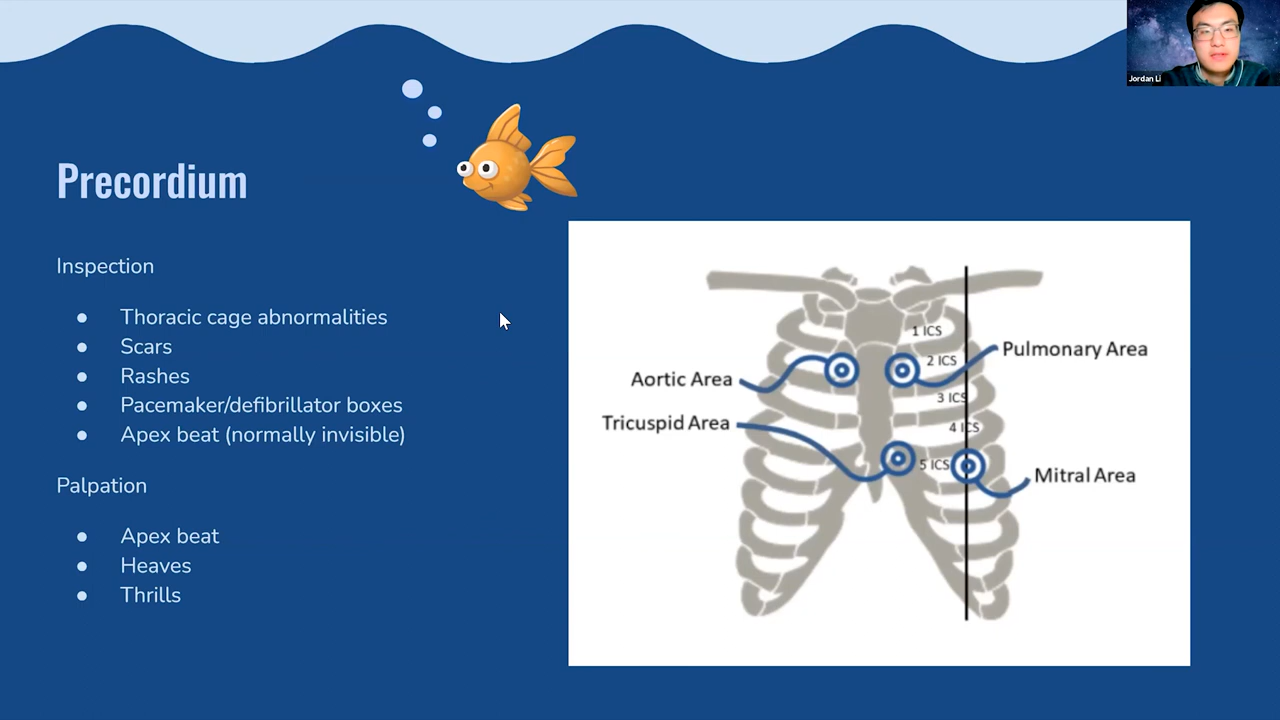 Jordan Li
Precordium
Inspection
● Thoracic cage abnormalities
● Scars
● Rashes
● Pacemaker/defibrillator boxes
● Apex beat (normally invisible)
Palpation
● Apex beat
● Heaves
● Thrills
1 ICS
Pulmonary Area
2 ICS
Aortic Area
3 ICS
Tricuspid Area
4 ICS
5 ICS
Mitral Area